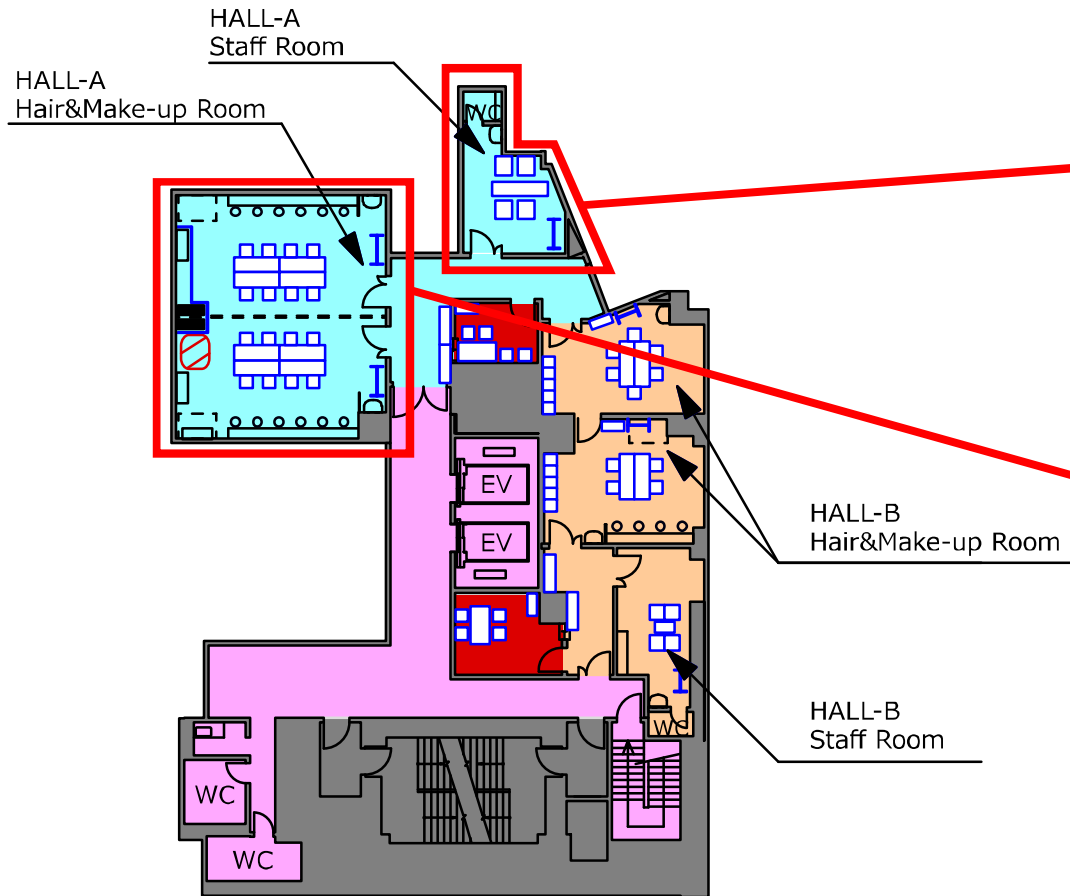 HALL-A
Staff Room
HALL-A
Hair&Make-up Room
WC
EV
EV
HALL-B
Hair&Make-up Room
HALL-B
Staff Room
WC
WC
WC